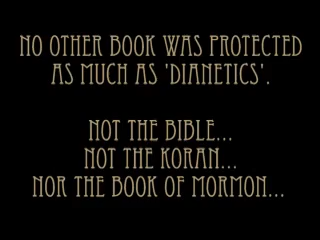 NO OTHER BOOK WAS PROTECTED
AS MUCH AS 'DIANETICS'.
NOT THE BIBLE...
NOT THE KORAN...
NOR THE BOOK OF MORMON...